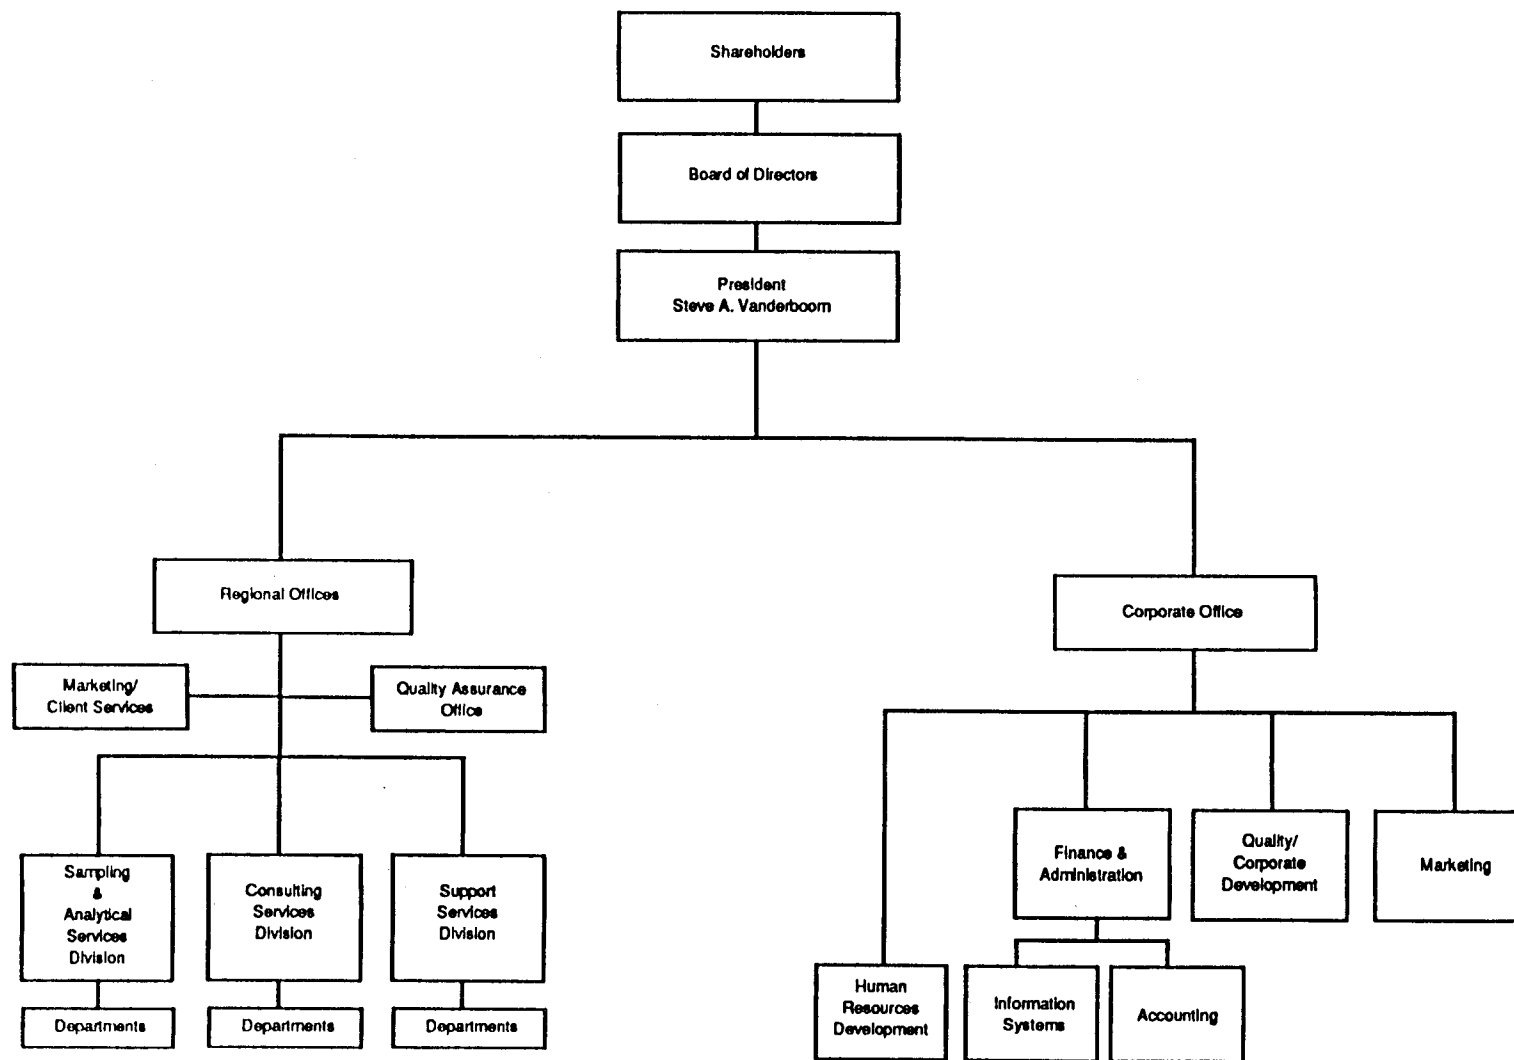 Shareholders
Board of Directors
President
Steve A. Vanderboom
Regional Offices
Corporate Office
Marketing/
Client Services
Quality Assurance
Office
Sampling
&
Analytical
Services
Division
Consulting
Services
Division
Support
Services
Division
Departments
Departments
Departments
Finance &
Administration
Quality/
Corporate
Development
Marketing
Human
Resources
Development
Information
Systems
Accounting